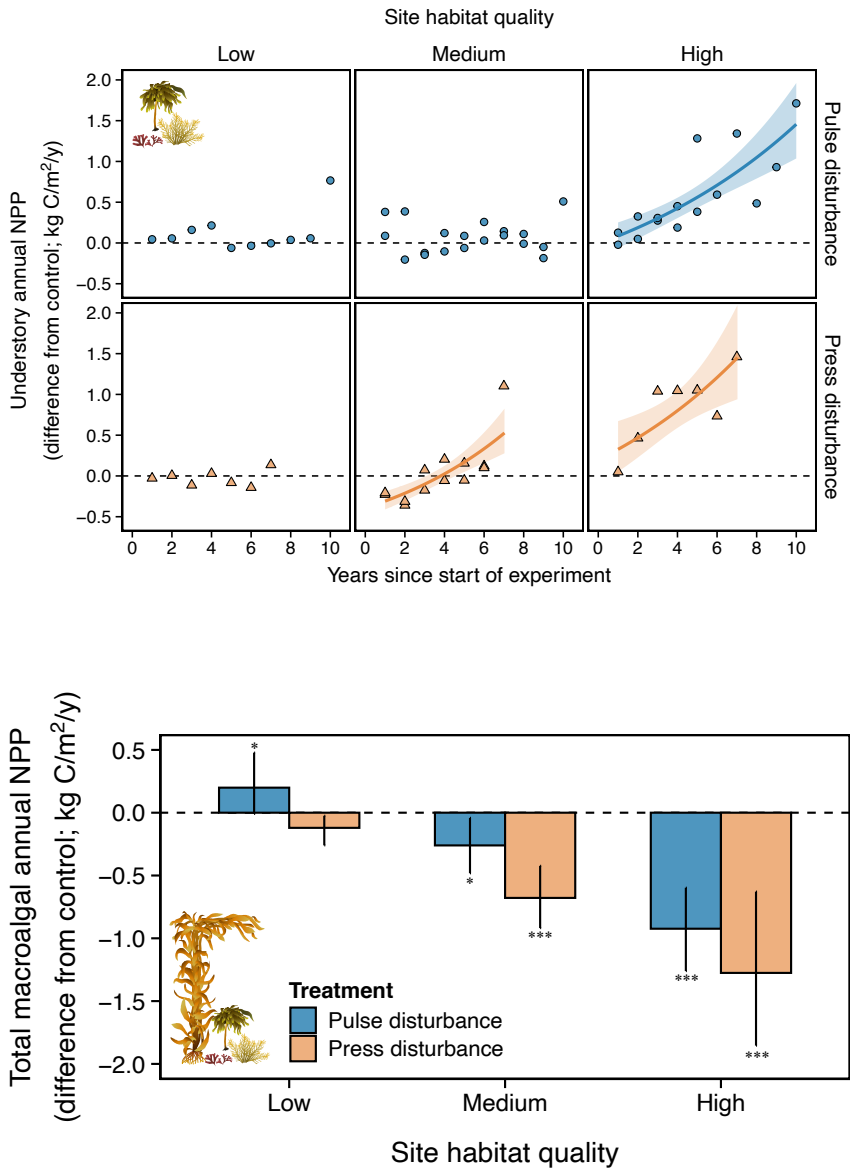 Site habitat quality
Low Medium High
Understory annual NPP
(difference from control; kg C/m²/y)
2.0
1.5
1.0
0.5
0.0
−0.5
Pulse disturbance
2.0
1.5
1.0
0.5
0.0
−0.5
Press disturbance
0 2 4 6 8 10 0 2 4 6 8 10 0 2 4 6 8 10
Years since start of experiment
Total macroalgal annual NPP
(difference from control; kg C/m²/y)
0.5
0.0
−0.5
−1.0
−1.5
−2.0
*
*
***
***
***
Treatment
Pulse disturbance
Press disturbance
Low Medium High
Site habitat quality